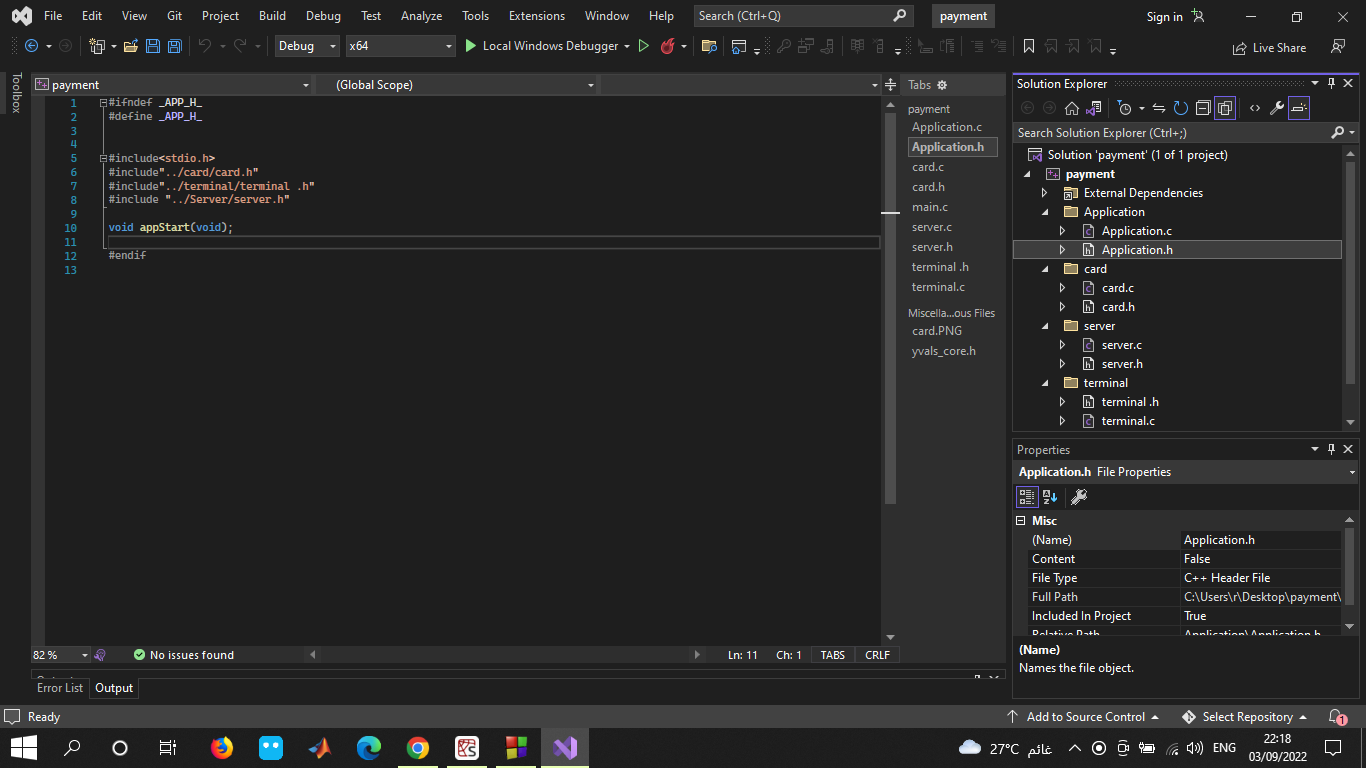 File Edit View Git Project Build Debug Test Analyze Tools Extensions Window Help Search (Ctrl+Q) payment Sign in
Debug x64 Local Windows Debugger Live Share
Toolbox
payment (Global Scope)
1 #ifndef _APP_H_
2 #define _APP_H_
3
4
5 #include<stdio.h>
6 #include"../card/card.h"
7 #include"../terminal/terminal .h"
8 #include "../Server/server.h"
9
10 void appStart(void);
11
12 #endif
13
82 % No issues found Ln: 11 Ch: 1 TABS CRLF
Tabs
payment
Application.c
Application.h
card.c
card.h
main.c
server.c
server.h
terminal .h
terminal.c
Miscella...ous Files
card.PNG
yvals_core.h
Solution Explorer
Search Solution Explorer (Ctrl+;)
Solution 'payment' (1 of 1 project)
payment
External Dependencies
Application
Application.c
Application.h
card
card.c
card.h
server
server.c
server.h
terminal
terminal .h
terminal.c
Properties
Application.h File Properties
Misc
(Name) Application.h
Content False
File Type C++ Header File
Full Path C:\Users\r\Desktop\payment\
Included In Project True
Relative Path Application\Application.h
(Name)
Names the file object.
Output
Error List Output
Ready Add to Source Control Select Repository 1
27°C غائم ENG 22:18
03/09/2022